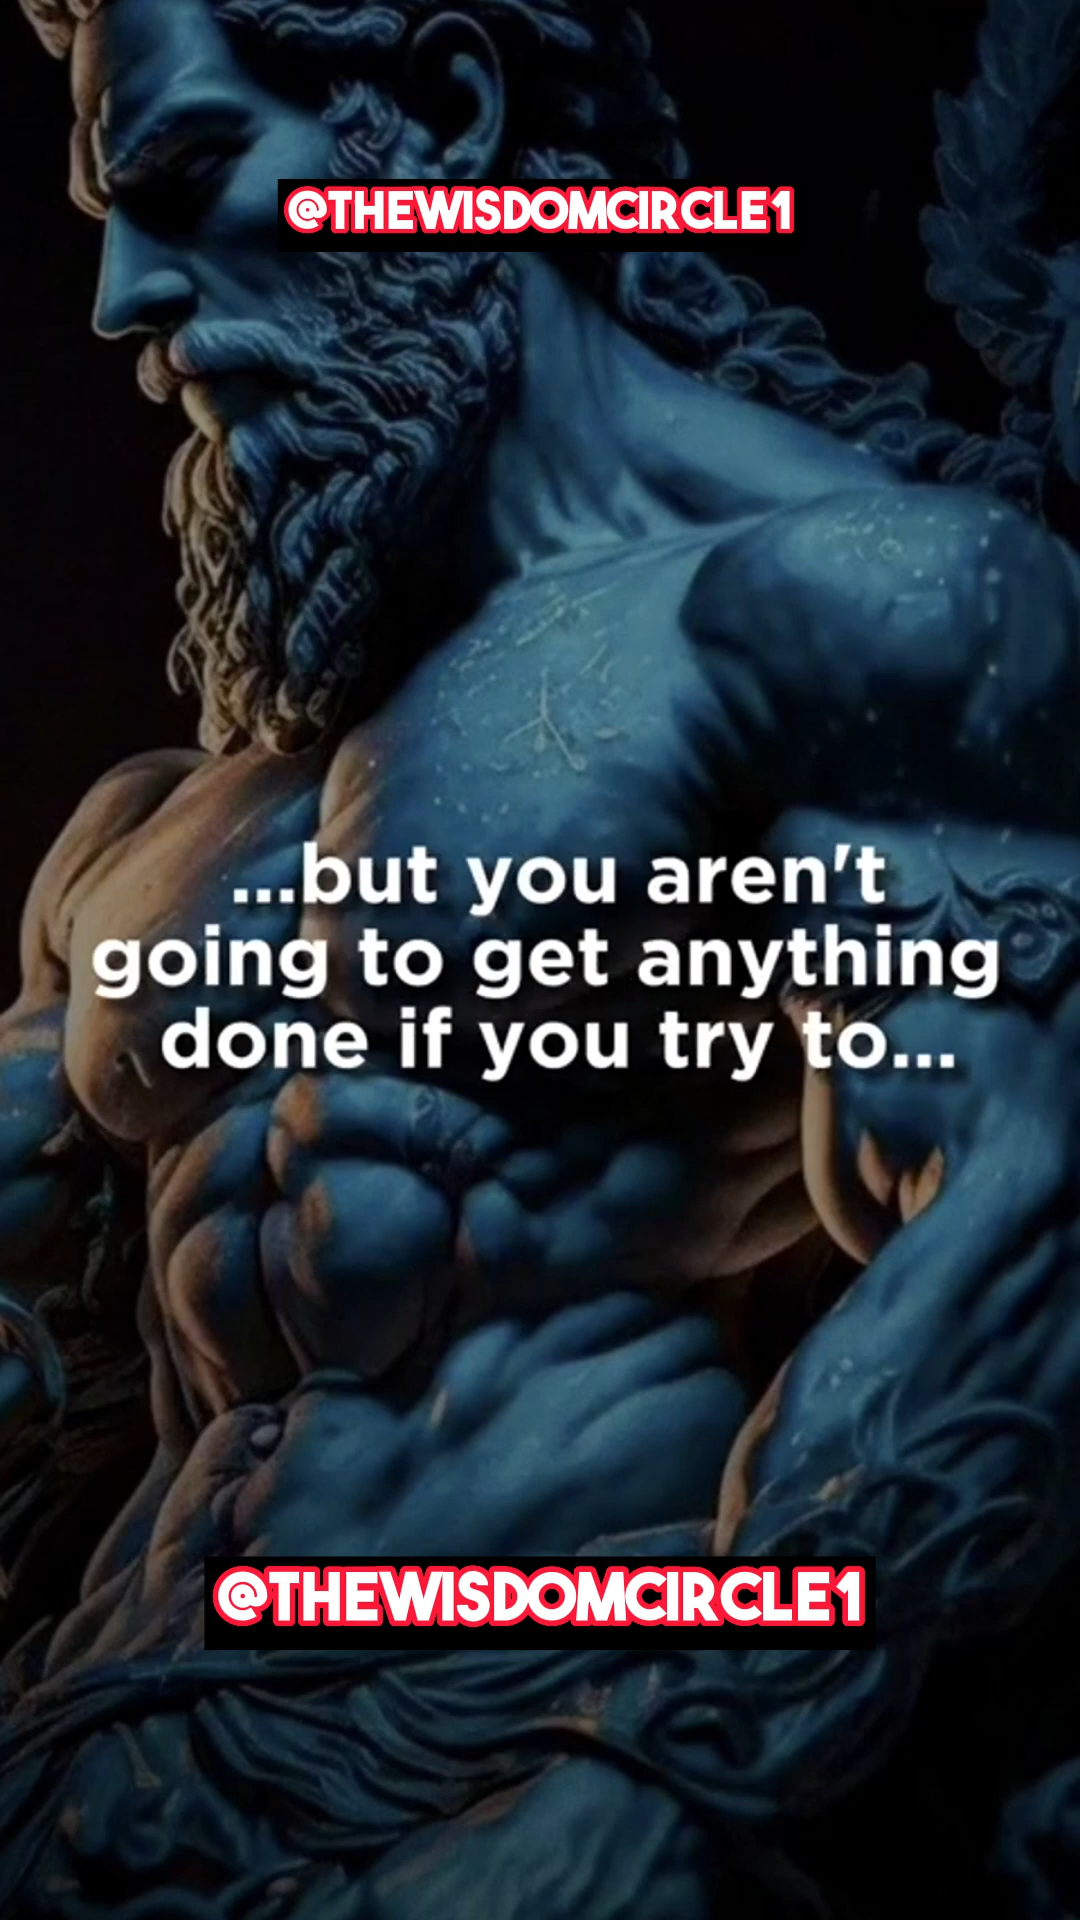 @THEWISDOMCIRCLE1
...but you aren't
going to get anything
done if you try to...
@THEWISDOMCIRCLE1